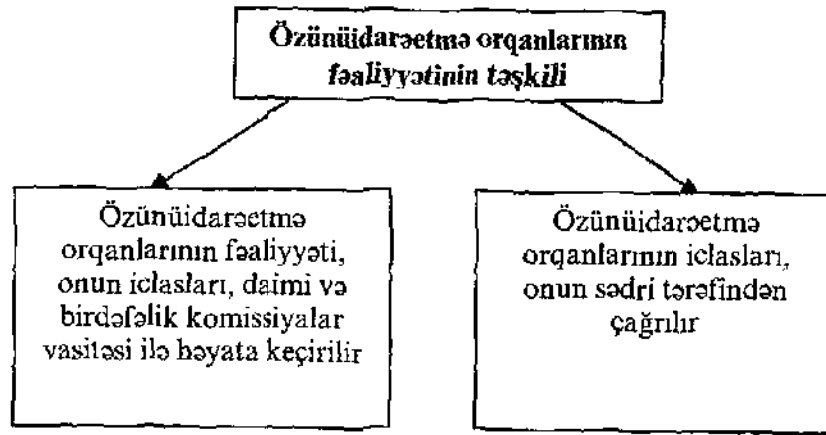 Özünüidarəetmə orqanlarının
fəaliyyətinin təşkili
Özünüidarəetmə
orqanlarının fəaliyyəti,
onun iclasları, daimi və
birdəfəlik komissiyalar
vasitəsi ilə həyata keçirilir
Özünüidarəetmə
orqanlarının iclasları,
onun sədri tərəfindən
çağrılır